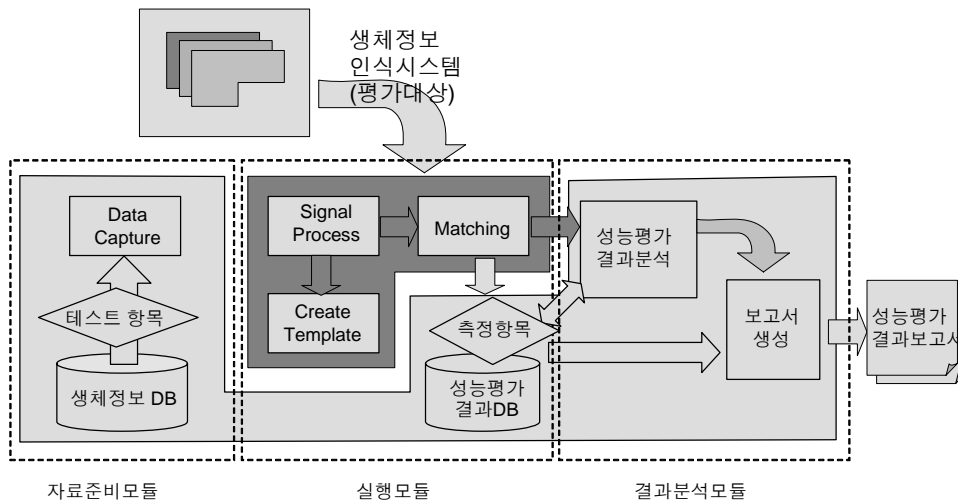 생체정보
인식시스템
(평가대상)
Data
Capture
테스트 항목
생체정보 DB
Signal
Process
Matching
Create
Template
측정항목
성능평가
결과DB
성능평가
결과분석
보고서
생성
성능평가
결과보고서
자료준비모듈
실행모듈
결과분석모듈